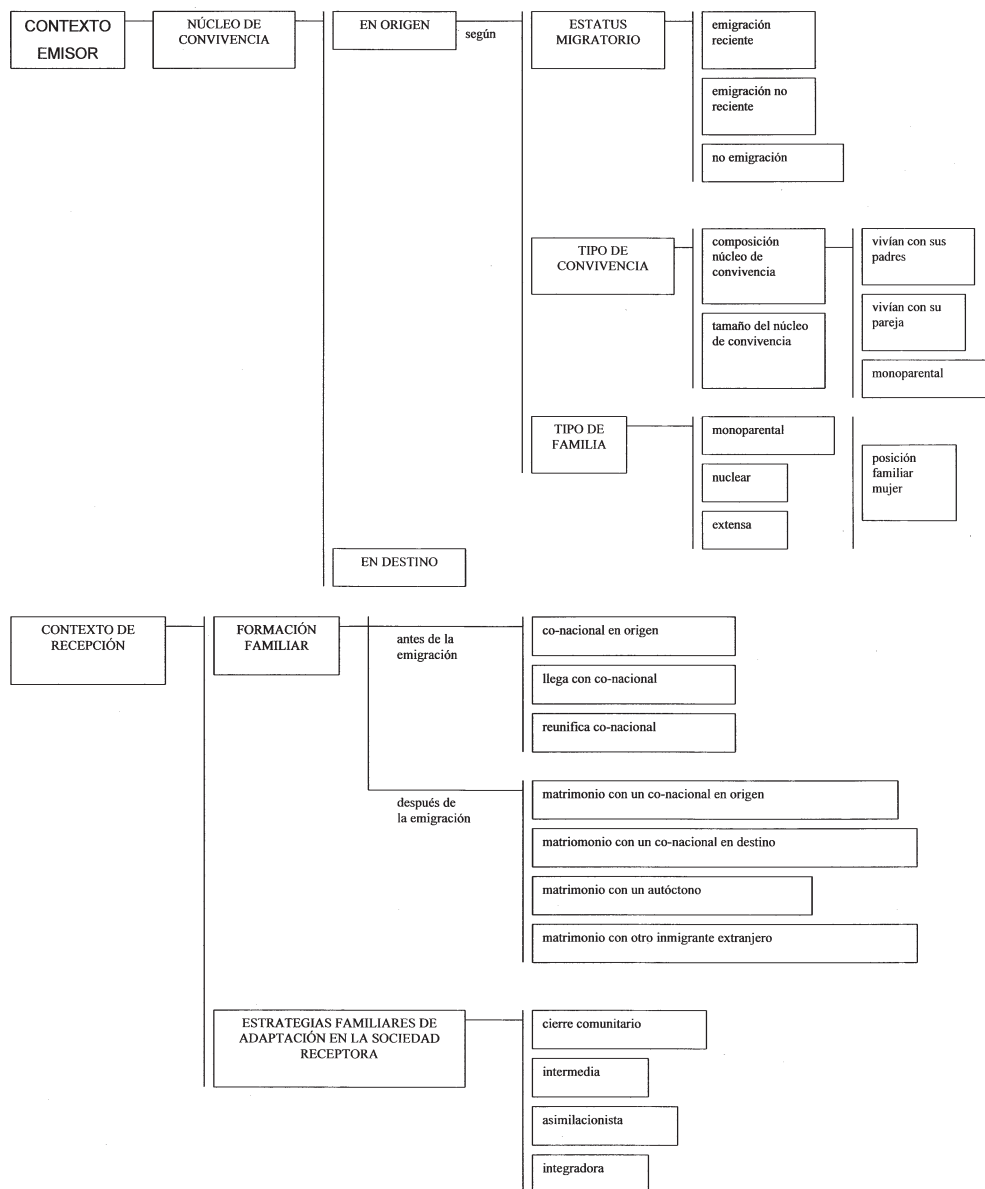 CONTEXTO
EMISOR
NÚCLEO DE
CONVIVENCIA
EN ORIGEN
según
ESTATUS
MIGRATORIO
emigración
reciente
emigración no
reciente
no emigración
TIPO DE
CONVIVENCIA
composición
núcleo de
convivencia
vivían con sus
padres
vivían con su
pareja
monoparental
tamaño del núcleo
de convivencia
TIPO DE
FAMILIA
monoparental
nuclear
extensa
posición
familiar
mujer
EN DESTINO
CONTEXTO DE
RECEPCIÓN
FORMACIÓN
FAMILIAR
antes de la
emigración
co-nacional en origen
llega con co-nacional
reunifica co-nacional
después de
la emigración
matrimonio con un co-nacional en origen
matriomonio con un co-nacional en destino
matrimonio con un autóctono
matrimonio con otro inmigrante extranjero
ESTRATEGIAS FAMILIARES DE
ADAPTACIÓN EN LA SOCIEDAD
RECEPTORA
cierre comunitario
intermedia
asimilacionista
integradora